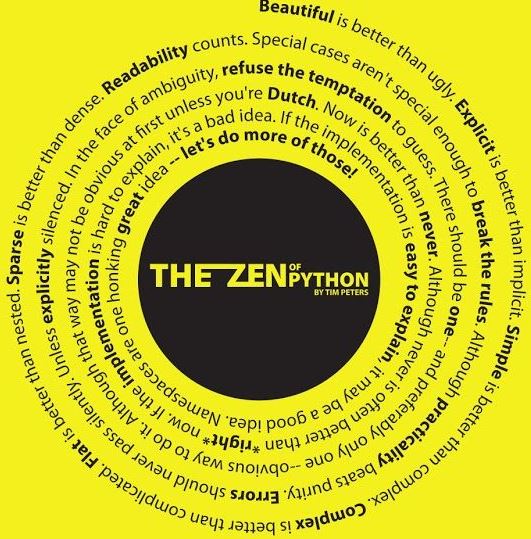 Beautiful is better than ugly. Explicit is better than implicit. Simple is better than complex. Complex is better than complicated. Flat is better than nested. Sparse is better than dense. Readability counts. Special cases aren't special enough to break the rules. Although practicality beats purity. Errors should never pass silently. Unless explicitly silenced. In the face of ambiguity, refuse the temptation to guess. There should be one--and preferably only one--obvious way to do it. Although that way may not be obvious at first unless you're Dutch. Now is better than never. Although never is often better than *right* now. If the implementation is hard to explain, it's a bad idea. If the implementation is easy to explain, it may be a good idea. Namespaces are one honking great idea -- let's do more of those!
THE ZEN OF PYTHON
BY TIM PETERS